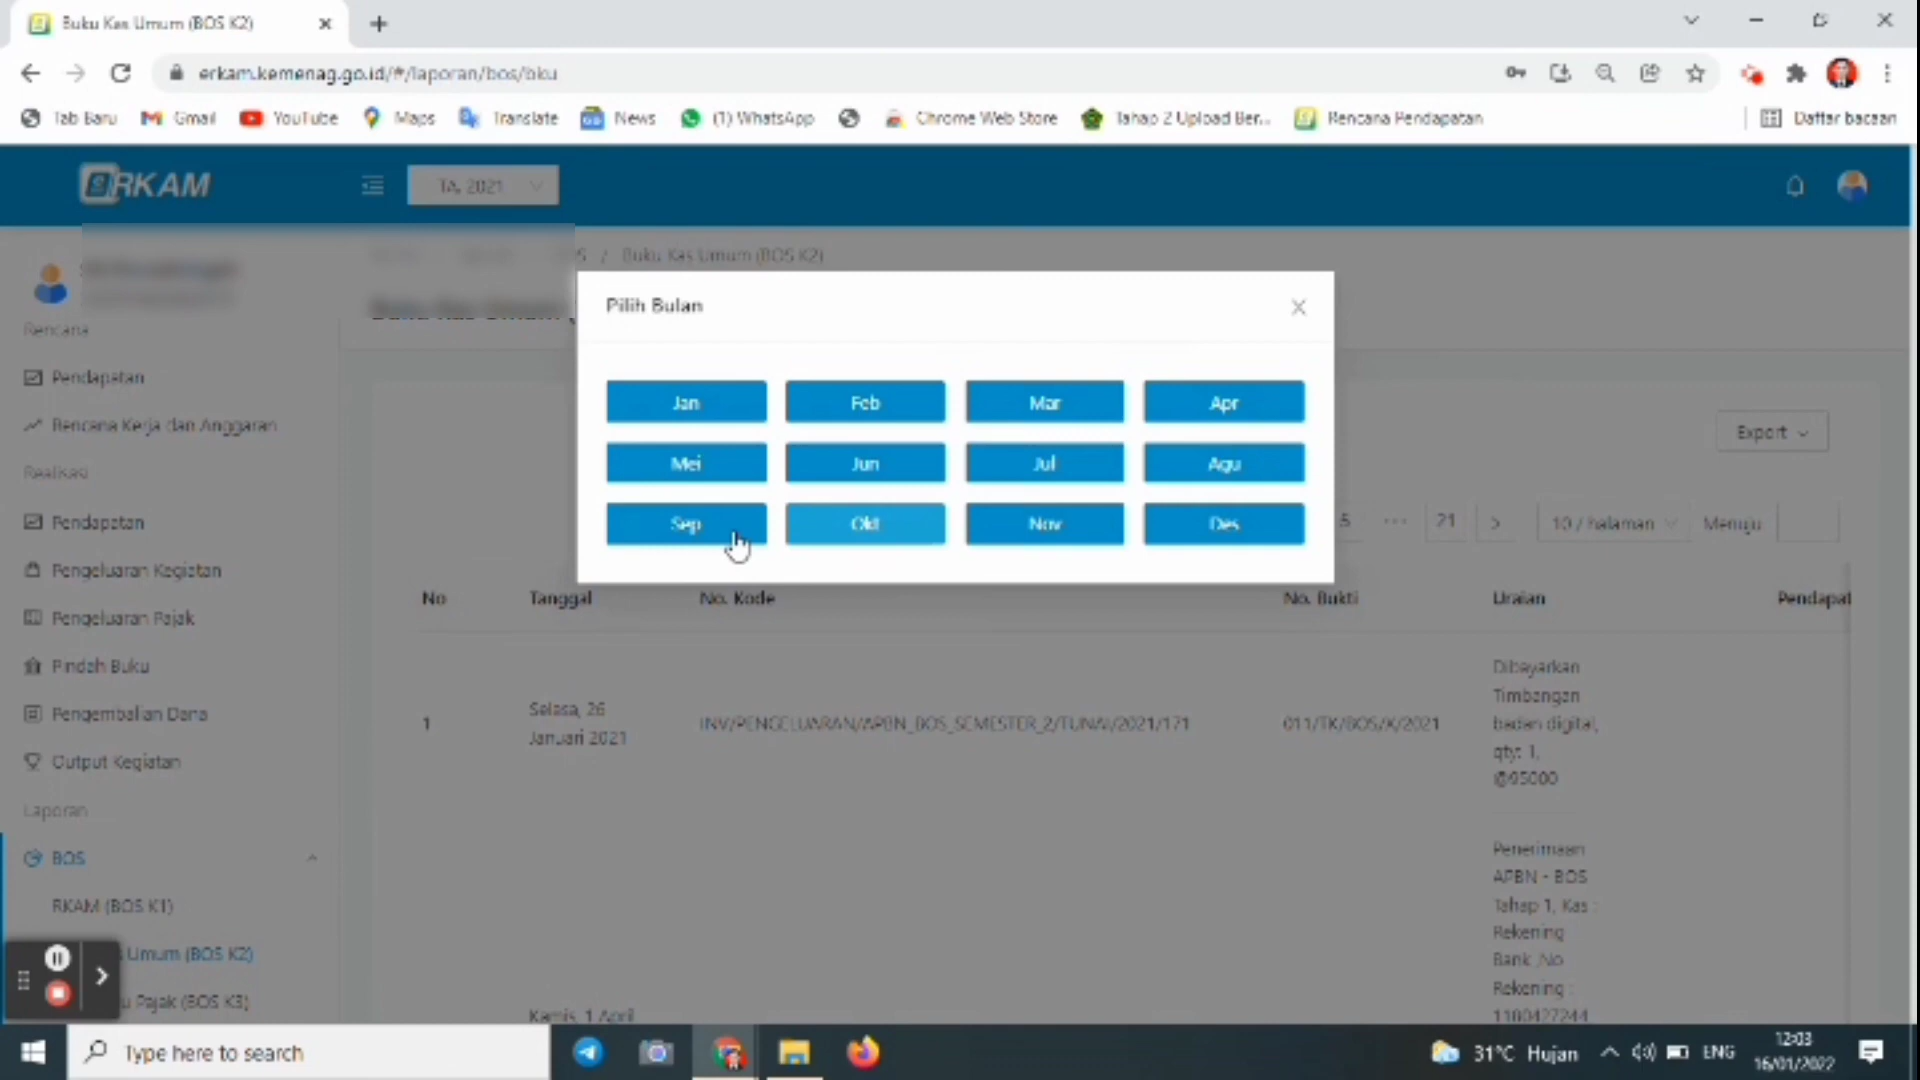 Buku Kas Umum (BOS K2)
erkam.kemenag.go.id/#/laporan/bos/bku
Tab Baru
Gmail
YouTube
Maps
Translate
News
(1) WhatsApp
Chrome Web Store
Tahap 2 Upload Ber...
Rencana Pendapatan
Daftar bacaan
ERKAM
TA, 2021
/ Buku Kas Umum (BOS K2)
Pilih Bulan
Jan
Feb
Mar
Apr
Mei
Jun
Jul
Agu
Sep
Okt
Nov
Des
Rencana
Pendapatan
Rencana Kerja dan Anggaran
Realisasi
Pendapatan
Pengeluaran Kegiatan
Pengeluaran Pajak
Pindah Buku
Pengembalian Dana
Output Kegiatan
Laporan
BOS
RKAM (BOS K1)
Umum (BOS K2)
u Pajak (BOS K3)
Export
5 ... 21 > 10 / halaman Menuju
No Tanggal No. Kode No. Bukti Uraian Pendapat
1
Selasa, 26
Januari 2021
INV/PENGELUARAN/APBN_BOS_SEMESTER_2/TUNAI/2021/171
011/TK/BOS/X/2021
Dibayarkan
Timbangan
badan digital,
qty: 1,
@95000
Kamis, 1 April
Penerimaan
APBN - BOS
Tahap 1, Kas :
Rekening
Bank ,No
Rekening :
1180427244
Type here to search
31°C Hujan
ENG
12:03
16/01/2022